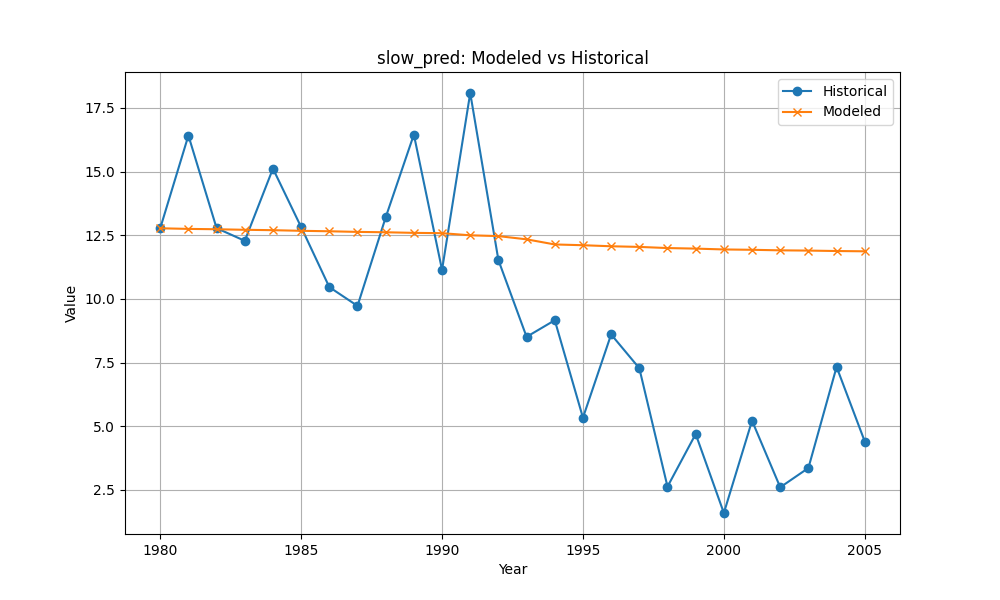 slow_pred: Modeled vs Historical
Historical
Modeled
17.5
15.0
12.5
10.0
7.5
5.0
2.5
Value
1980
1985
1990
1995
2000
2005
Year